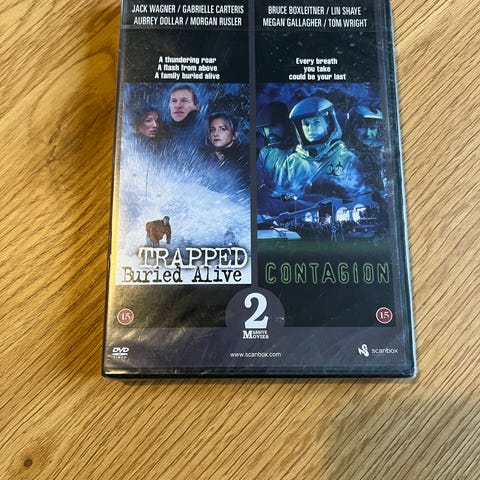 JACK WAGNER / GABRIELLE CARTERIS
AUBREY DOLLAR / MORGAN RUSLER
A thundering roar
A flash from above
A family buried alive
TRAPPED
Buried Alive
15
BRUCE BOXLEITNER / LIN SHAYE
MEGAN GALLAGHER / TOM WRIGHT
Every breath
you take
could be your last
CONTAGION
15
2
MASSIVE
MOVIES
DVD
VIDEO
www.scanbox.com
scanbox